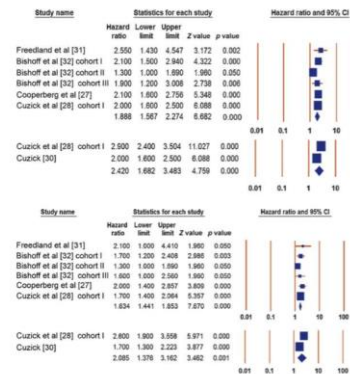 Study name Statistics for each study Hazard ratio and 95% CI
Hazard ratio Lower limit Upper limit Z value p value
Freedland et al [31] 2.550 1.430 4.547 3.172 0.002
Bishoff et al [32] cohort I 2.100 1.500 2.940 4.322 0.000
Bishoff et al [32] cohort II 1.300 1.000 1.690 1.960 0.050
Bishoff et al [32] cohort III 1.900 1.200 3.008 2.738 0.006
Cooperberg et al [27] 2.100 1.600 2.756 5.348 0.000
Cuzick et al [28] cohort I 2.000 1.600 2.500 6.088 0.000
1.888 1.567 2.274 6.682 0.000
0.01 0.1 1 10 100
Cuzick et al [28] cohort I 2.900 2.400 3.504 11.027 0.000
Cuzick [30] 2.000 1.600 2.500 6.088 0.000
2.420 1.682 3.483 4.759 0.000
0.01 0.1 1 10 100
Study name Statistics for each study Hazard ratio and 95% CI
Hazard ratio Lower limit Upper limit Z value p value
Freedland et al [31] 2.100 1.000 4.410 1.960 0.050
Bishoff et al [32] cohort I 1.700 1.200 2.408 2.986 0.003
Bishoff et al [32] cohort II 1.300 1.000 1.690 1.960 0.050
Bishoff et al [32] cohort III 1.600 1.000 2.560 1.960 0.050
Cooperberg et al [27] 2.000 1.400 2.857 3.809 0.000
Cuzick et al [28] cohort I 1.700 1.400 2.064 5.357 0.000
1.634 1.441 1.853 7.670 0.000
0.01 0.1 1 10 100
Cuzick et al [28] cohort I 2.600 1.900 3.558 5.971 0.000
Cuzick [30] 1.700 1.300 2.223 3.877 0.000
2.085 1.376 3.162 3.462 0.001
0.01 0.1 1 10 100